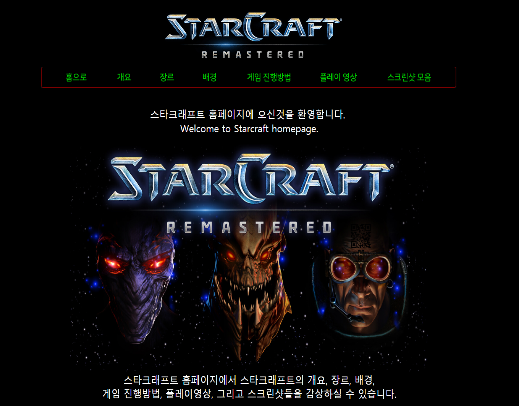 STARCRAFT
REMASTERED
홈으로 개요 장르 배경 게임 진행방법 플레이 영상 스크린샷 모음
스타크래프트 홈페이지에 오신것을 환영합니다.
Welcome to Starcraft homepage.
STARCRAFT
REMASTERED
스타크래프트 홈페이지에서 스타크래프트의 개요, 장르, 배경,
게임 진행방법, 플레이영상, 그리고 스크린샷들을 감상하실 수 있습니다.